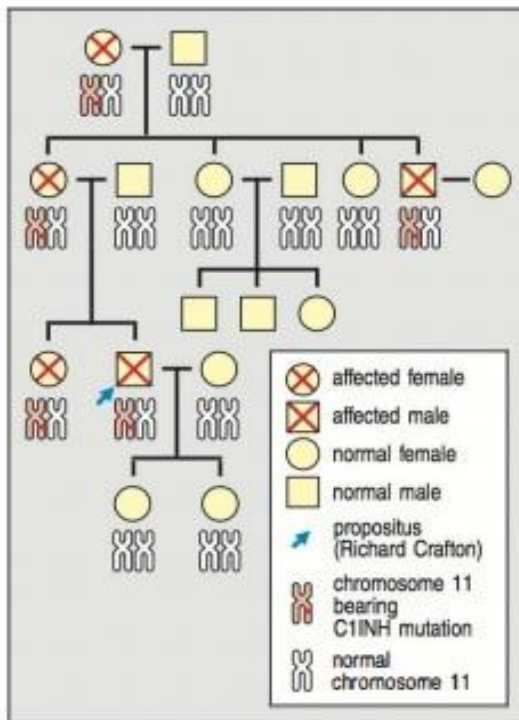 affected female
affected male
normal female
normal male
propositus
(Richard Crafton)
chromosome 11
bearing
C1INH mutation
normal
chromosome 11